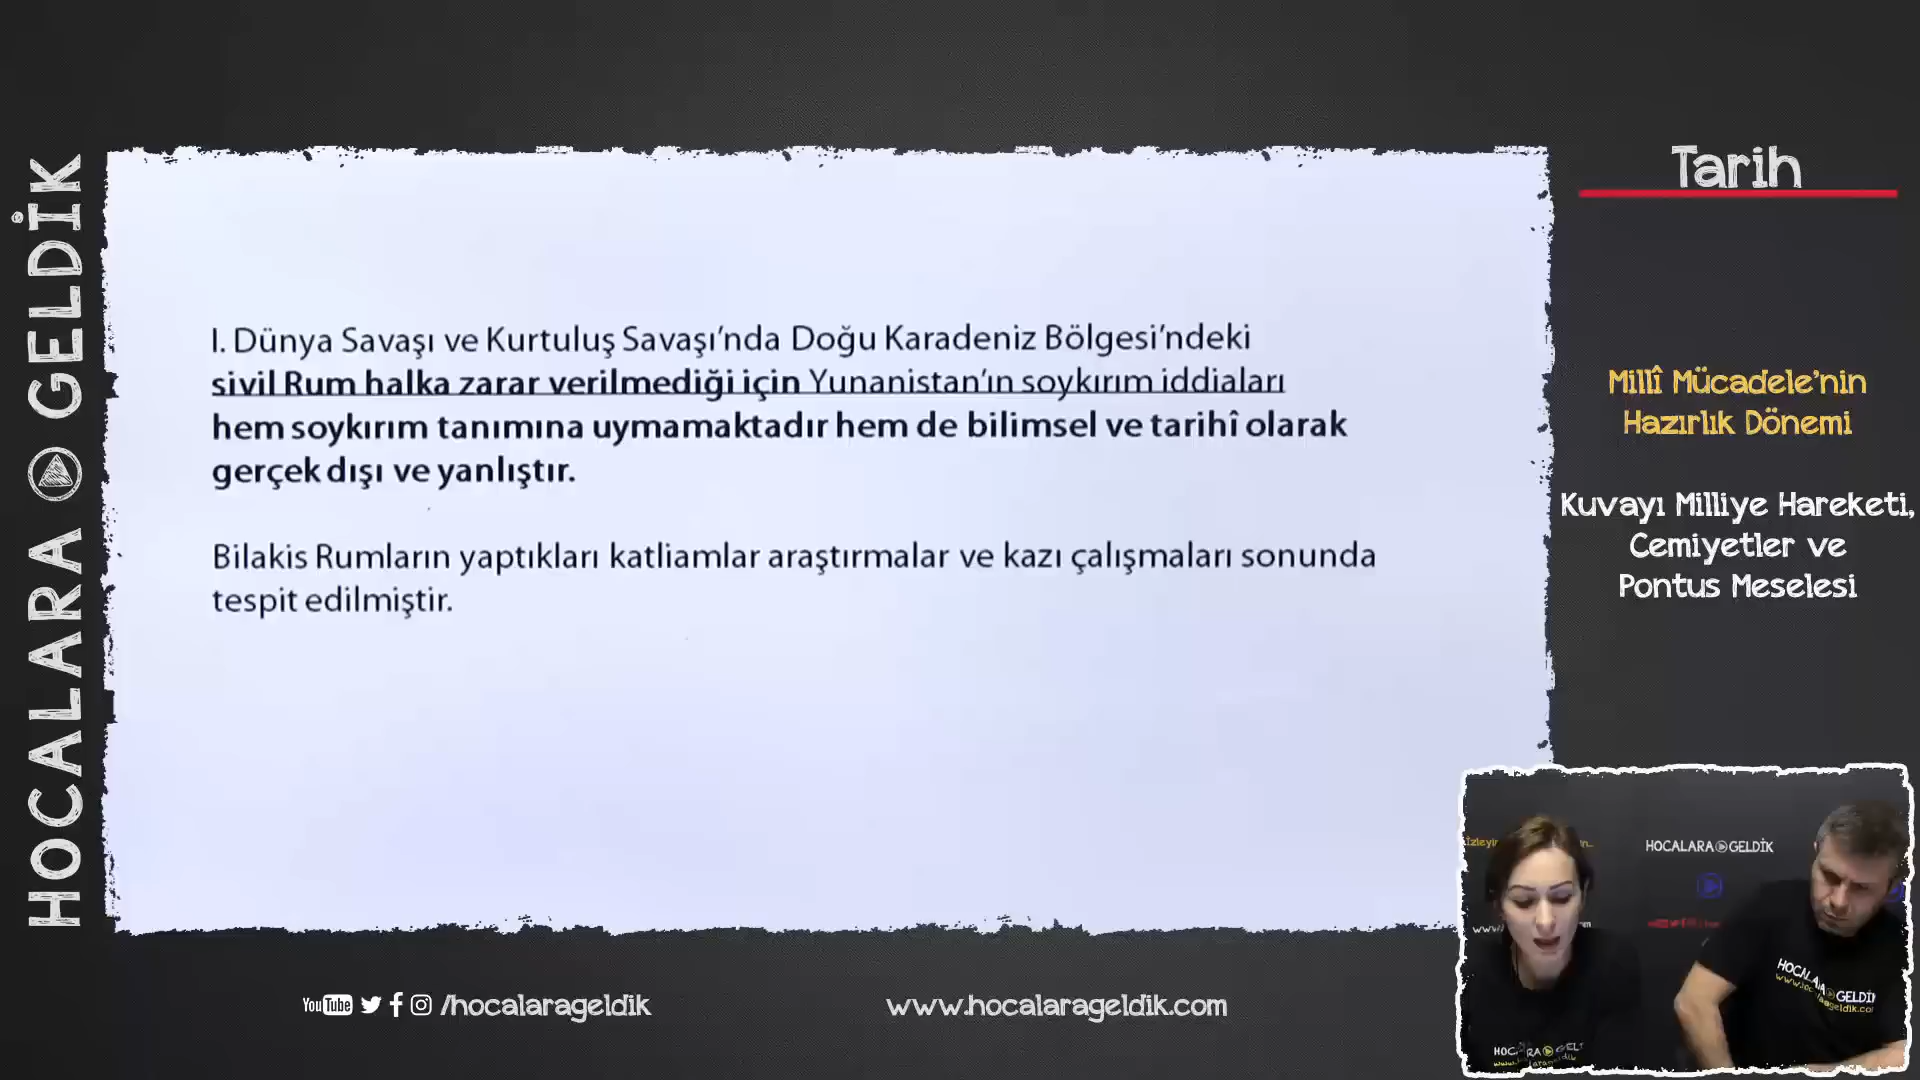 HOCALARA GELDİK
I. Dünya Savaşı ve Kurtuluş Savaşı'nda Doğu Karadeniz Bölgesi'ndeki
sivil Rum halka zarar verilmediği için Yunanistan'ın soykırım iddiaları
hem soykırım tanımına uymamaktadır hem de bilimsel ve tarihî olarak
gerçek dışı ve yanlıştır.
Bilakis Rumların yaptıkları katliamlar araştırmalar ve kazı çalışmaları sonunda
tespit edilmiştir.
Tarih
Millî Mücadele'nin
Hazırlık Dönemi
Kuvayı Milliye Hareketi,
Cemiyetler ve
Pontus Meselesi
HOCALARA GELDİK
YouTube /hocalarageldik
www.hocalarageldik.com